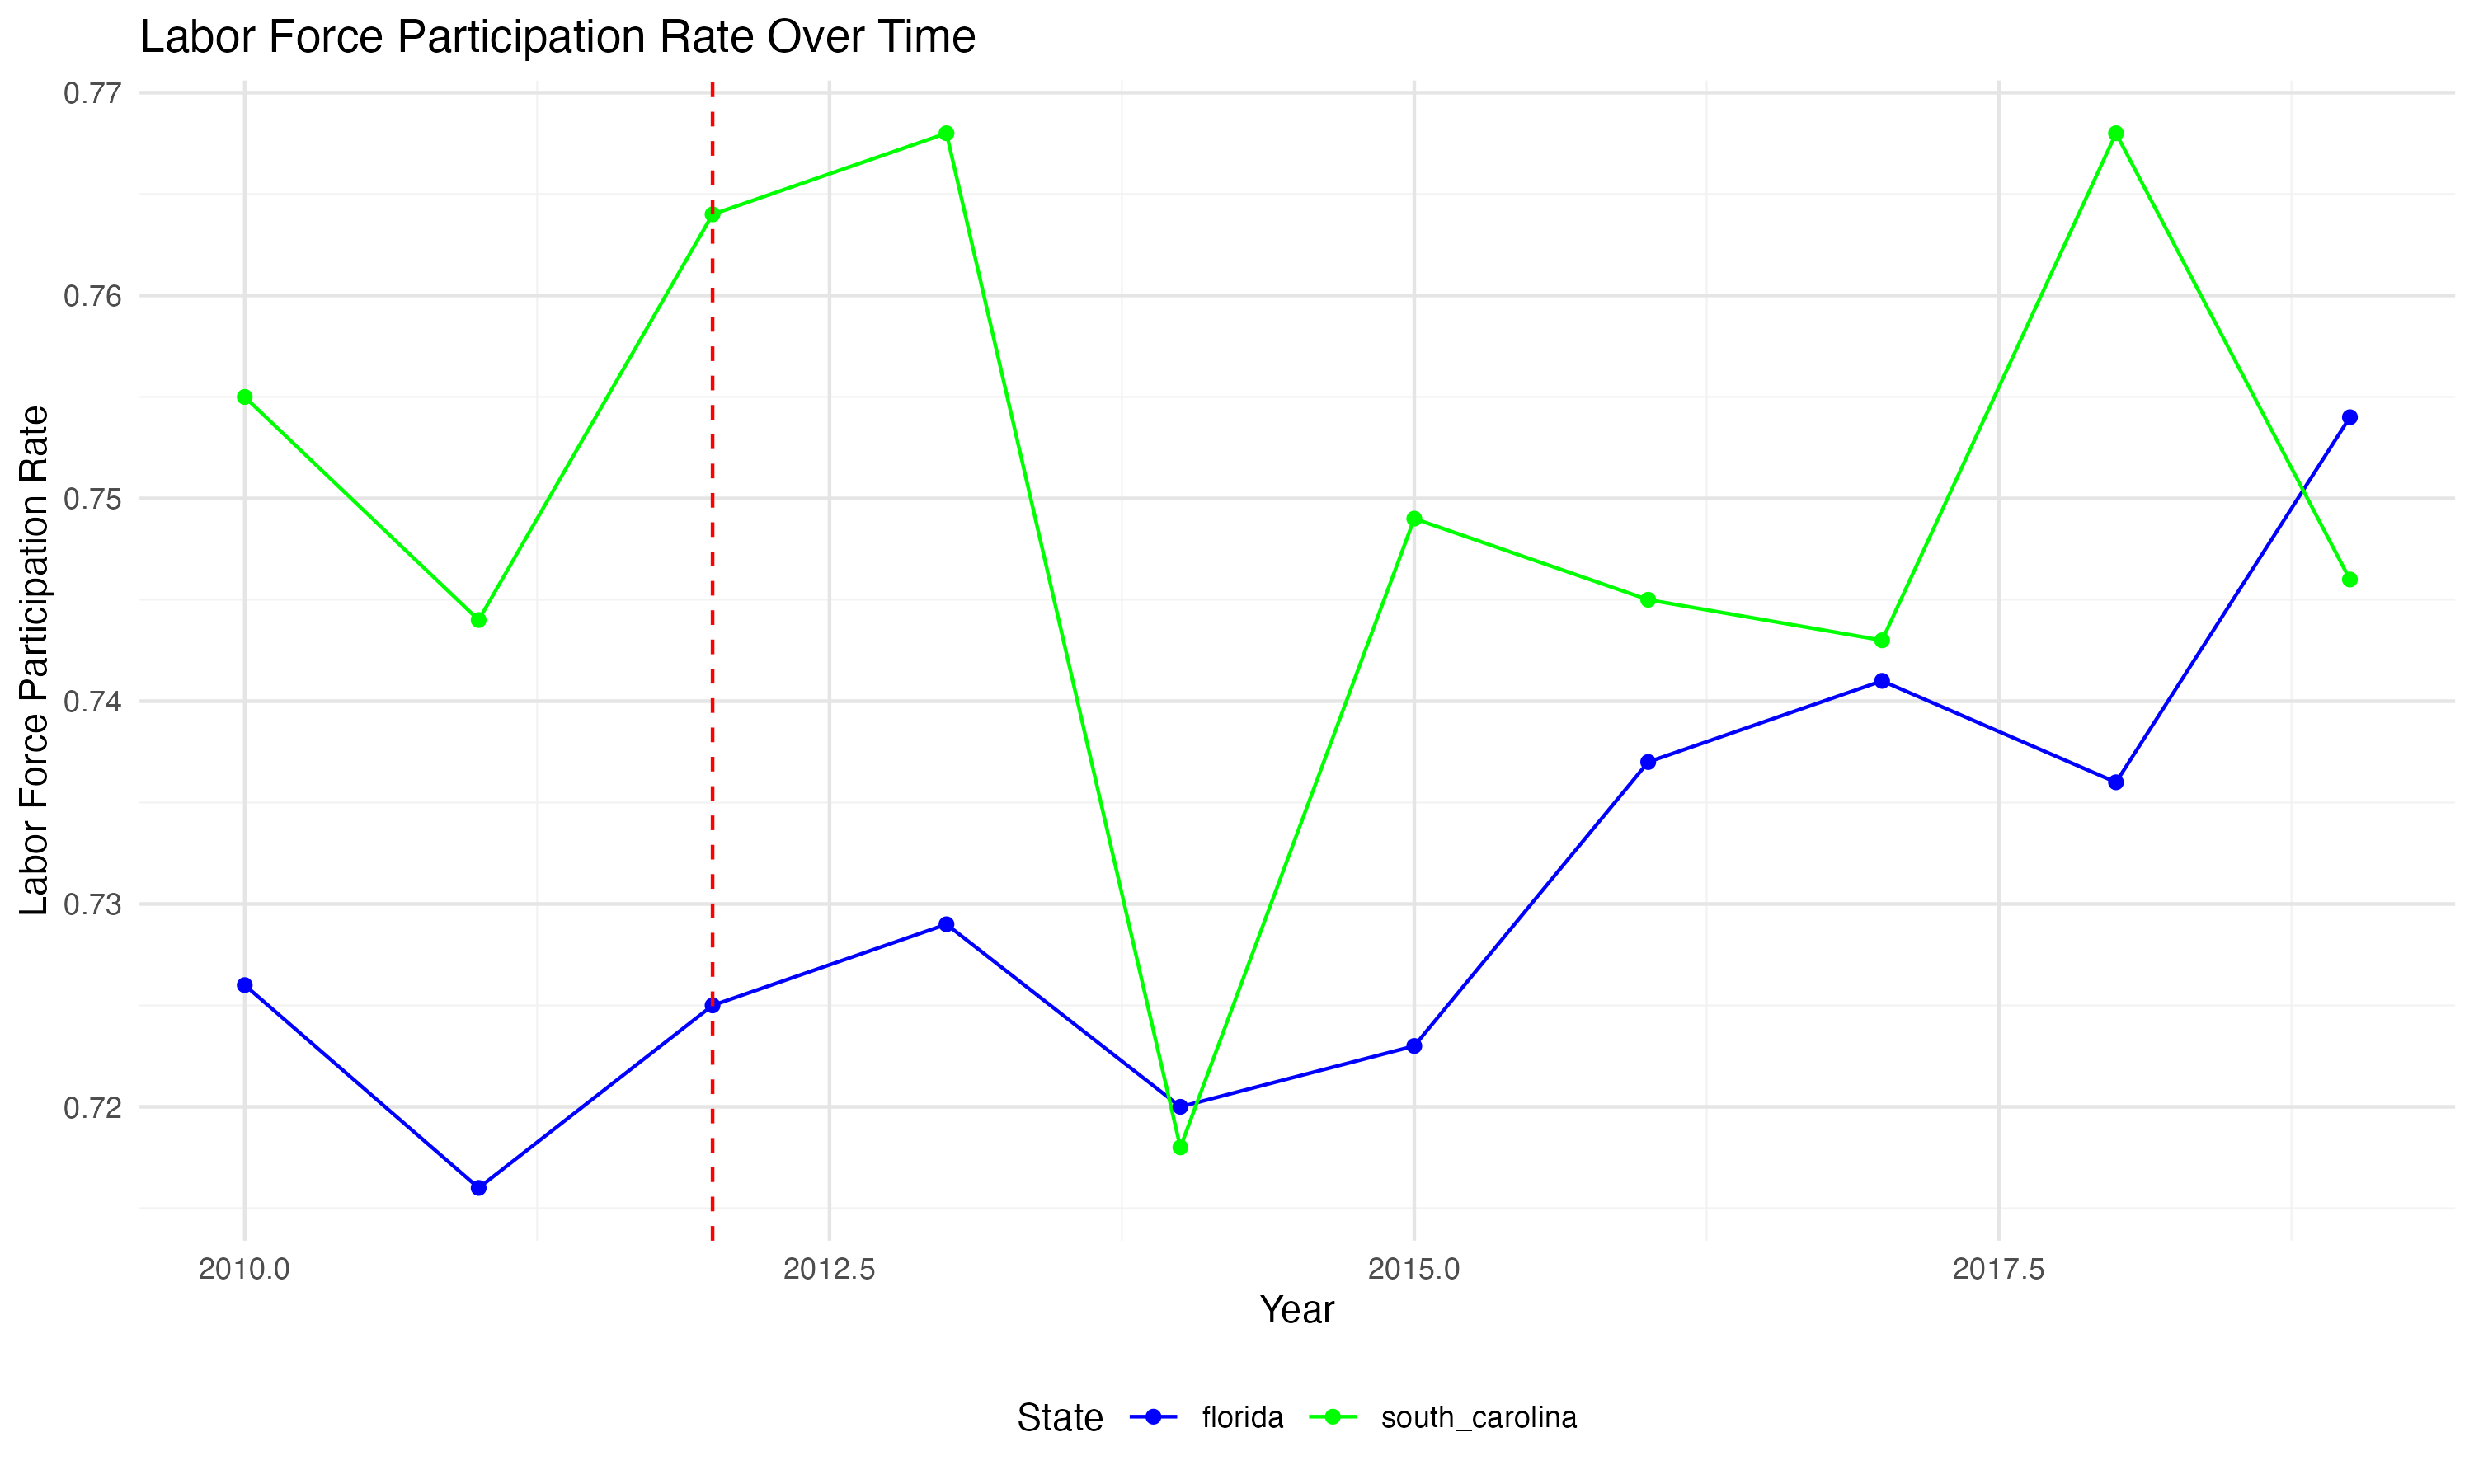 Labor Force Participation Rate Over Time
Labor Force Participation Rate
0.77
0.76
0.75
0.74
0.73
0.72
2010.0 2012.5 2015.0 2017.5
Year
State florida south_carolina